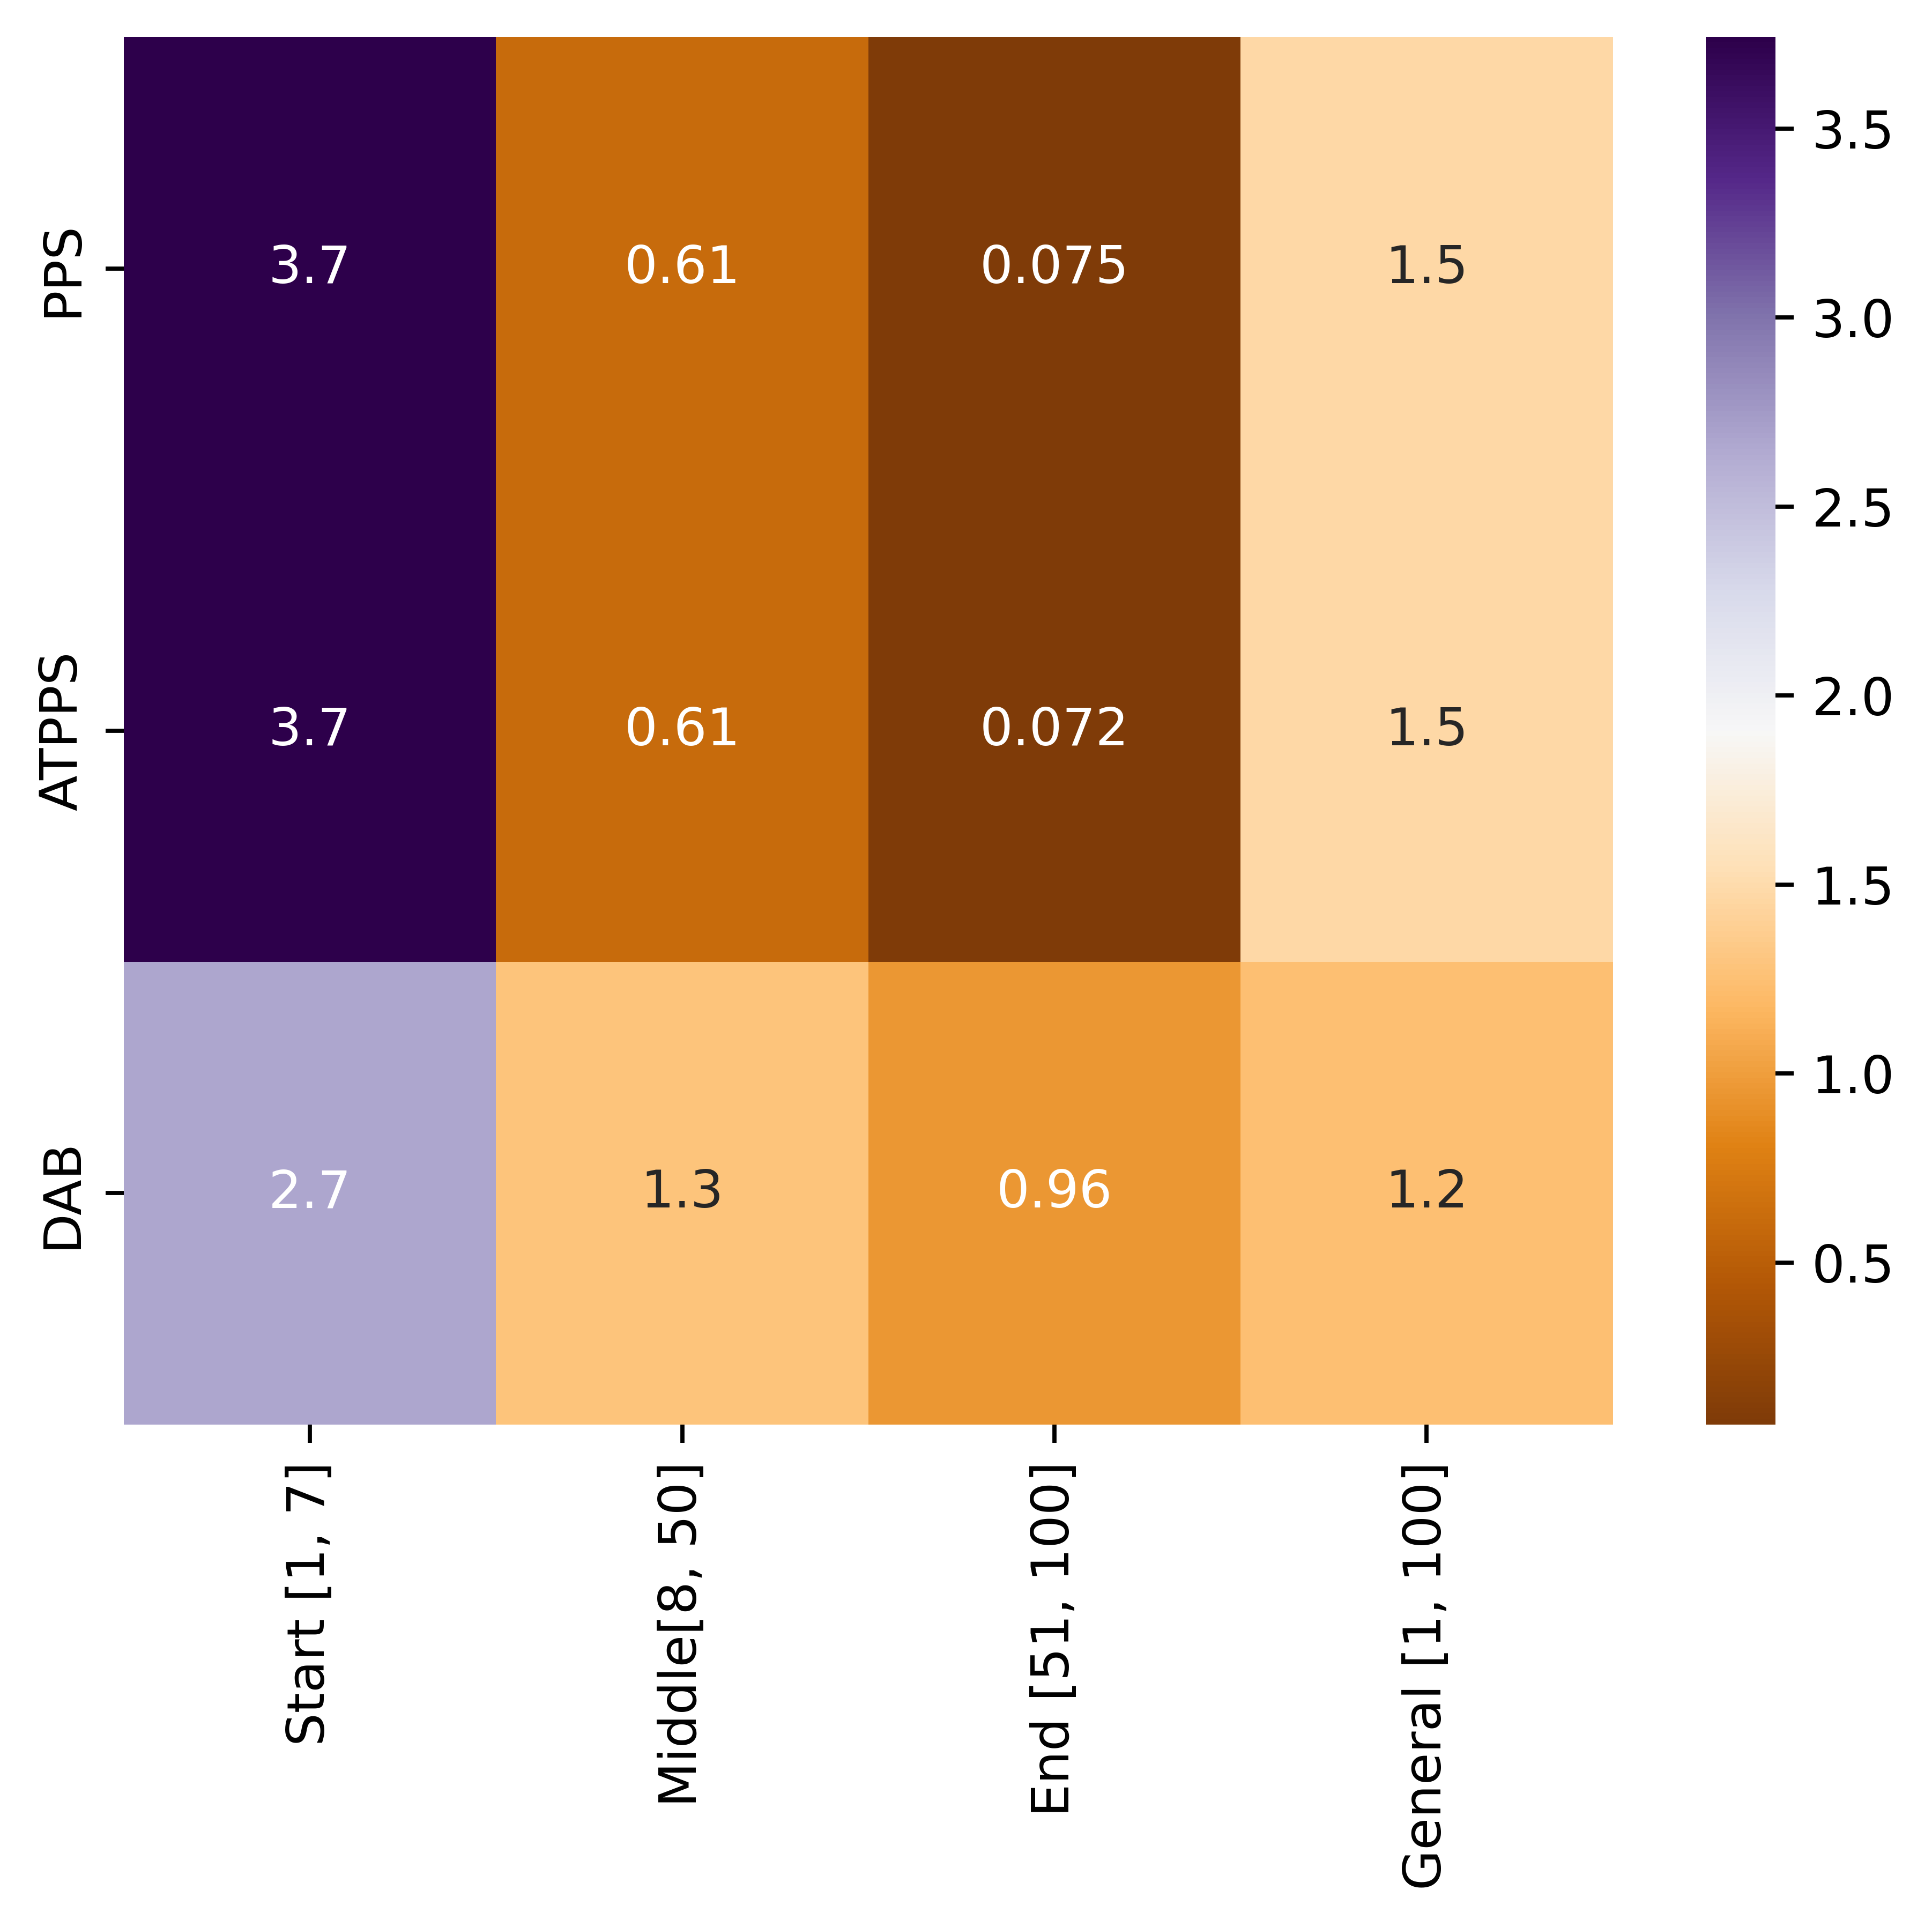 PPS
3.7 0.61 0.075 1.5
ATPPS
3.7 0.61 0.072 1.5
DAB
2.7 1.3 0.96 1.2
Start [1, 7]
Middle[8, 50]
End [51, 100]
General [1, 100]
3.5
3.0
2.5
2.0
1.5
1.0
0.5